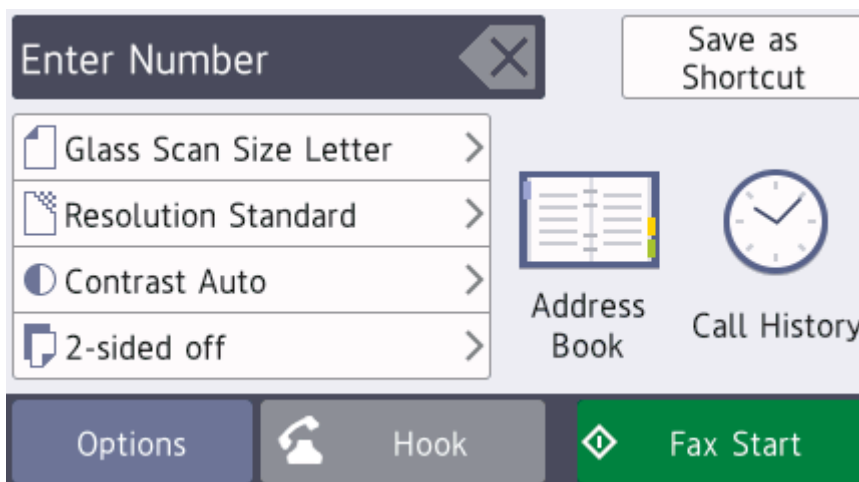 Enter Number
Save as
Shortcut
Glass Scan Size Letter
Resolution Standard
Contrast Auto
2-sided off
Address
Book
Call History
Options
Hook
Fax Start